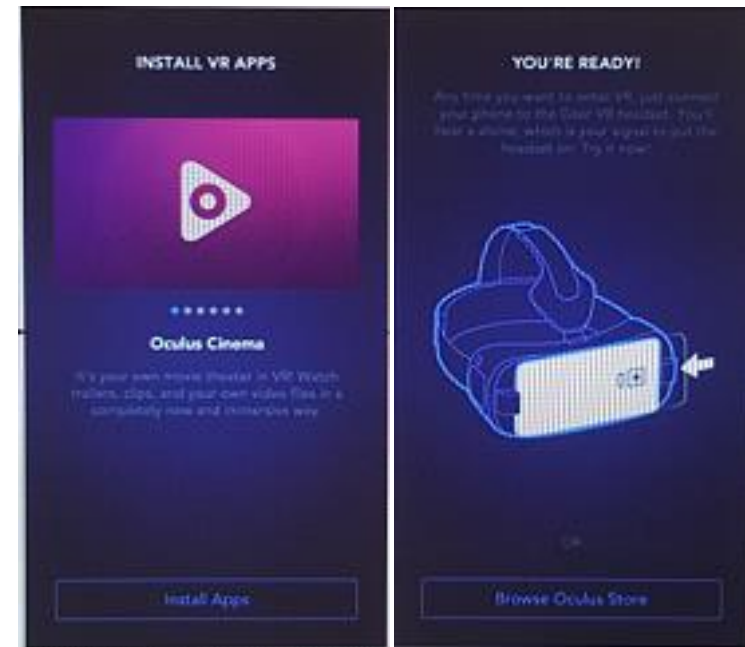 INSTALL VR APPS
Oculus Cinema
It's your own movie theater in VR. Watch
trailers, clips, and your own video files in a
completely new and immersive way.
Install Apps
YOU'RE READY!
Any time you want to enter VR, just connect
your phone to the Gear VR headset. You'll
hear a chime, which is your signal to put the
headset on. Try it now!
OR
Browse Oculus Store